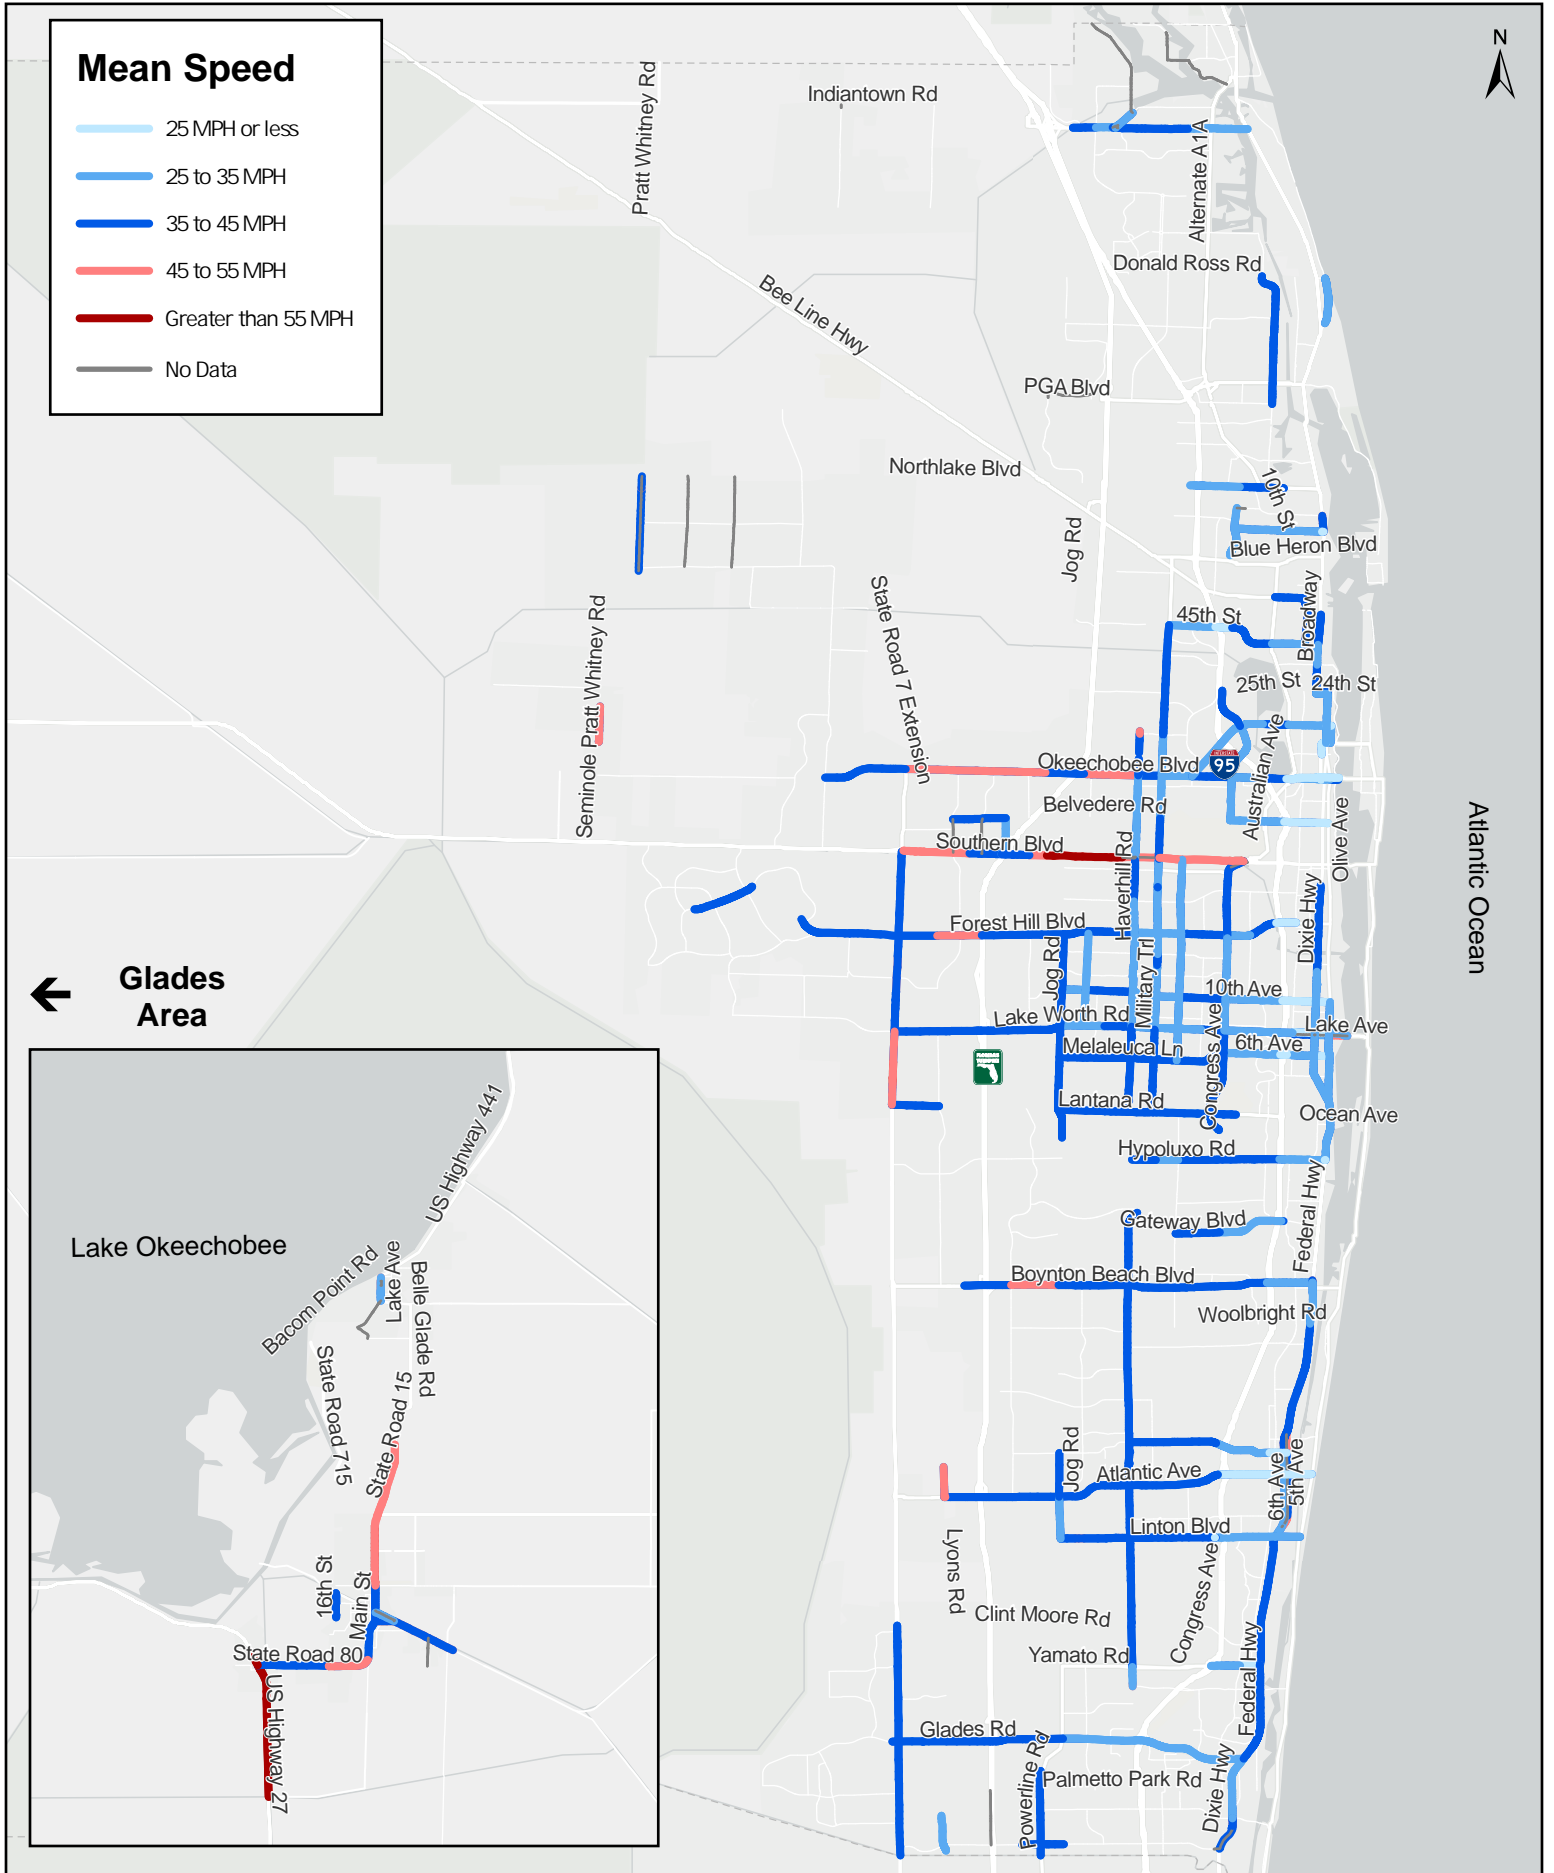 Mean Speed
25 MPH or less
25 to 35 MPH
35 to 45 MPH
45 to 55 MPH
Greater than 55 MPH
No Data
N
Pratt Whitney Rd
Indiantown Rd
Alternate A1A
Donald Ross Rd
Bee Line Hwy
PGA Blvd
Northlake Blvd
10th St
Jog Rd
Blue Heron Blvd
Seminole Pratt Whitney Rd
State Road 7 Extension
45th St
Broadway
25th St
24th St
Okeechobee Blvd
95
Australian Ave
Belvedere Rd
Olive Ave
Southern Blvd
Haverhill Rd
Atlantic Ocean
Forest Hill Blvd
Dixie Hwy
Jog Rd
Military Trl
10th Ave
Glades
Area
Lake Worth Rd
Lake Ave
Melaleuca Ln
Congress Ave
6th Ave
Lantana Rd
Ocean Ave
Hypoluxo Rd
Federal Hwy
Gateway Blvd
Boynton Beach Blvd
Woolbright Rd
Jog Rd
Atlantic Ave
6th Ave
5th Ave
Linton Blvd
Lyons Rd
Clint Moore Rd
Congress Ave
Yamato Rd
Federal Hwy
Glades Rd
Powerline Rd
Palmetto Park Rd
Dixie Hwy
US Highway 441
Lake Okeechobee
Bacom Point Rd
Lake Ave
Belle Glade Rd
State Road 715
State Road 15
16th St
Main St
State Road 80
US Highway 27